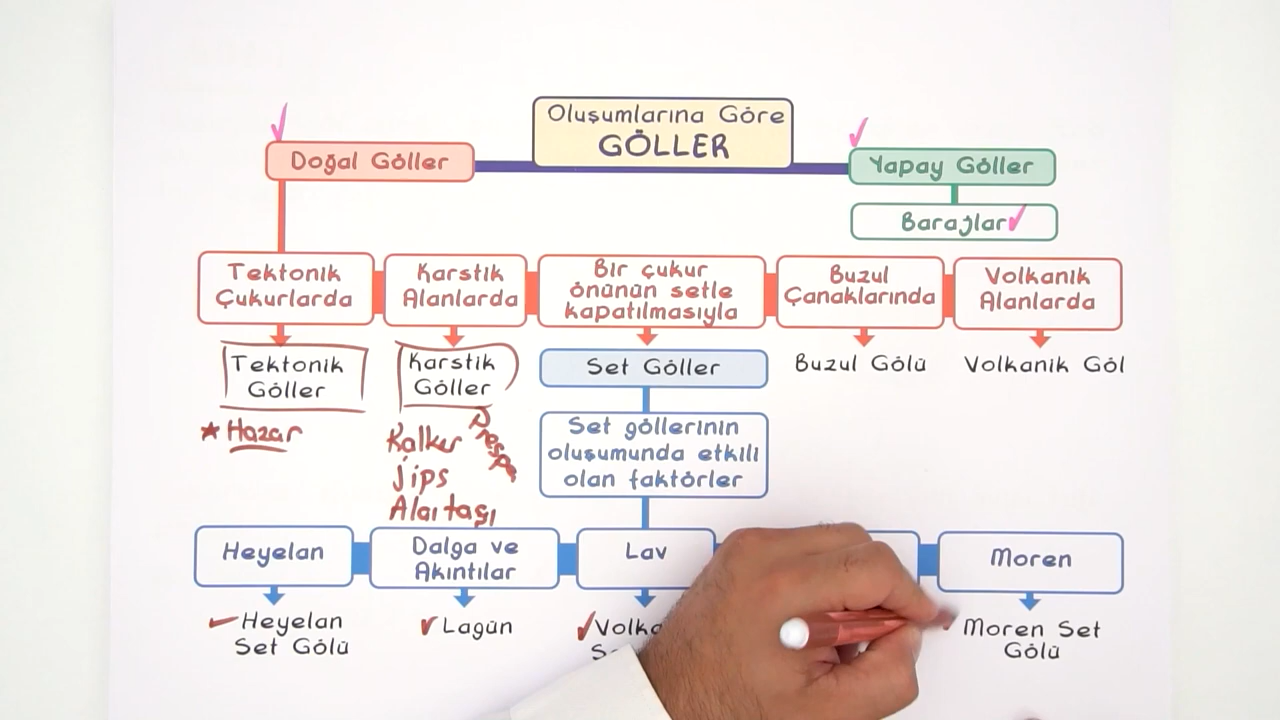 Oluşumlarına Göre
GÖLLER
Doğal Göller
Yapay Göller
Barajlar
Tektonik
Çukurlarda
Karstik
Alanlarda
Bir çukur
önünün setle
kapatılmasıyla
Buzul
Çanaklarında
Volkanik
Alanlarda
Tektonik
Göller
Karstik
Göller
Set Göller
Buzul Gölü
Volkanik Göl
Hazar
Kalker
Jips
Prespa
Set göllerinin
oluşumunda etkili
olan faktörler
Heyelan
Dalga ve
Akıntılar
Lav
Moren
Heyelan
Set Gölü
Lagün
Moren Set
Gölü